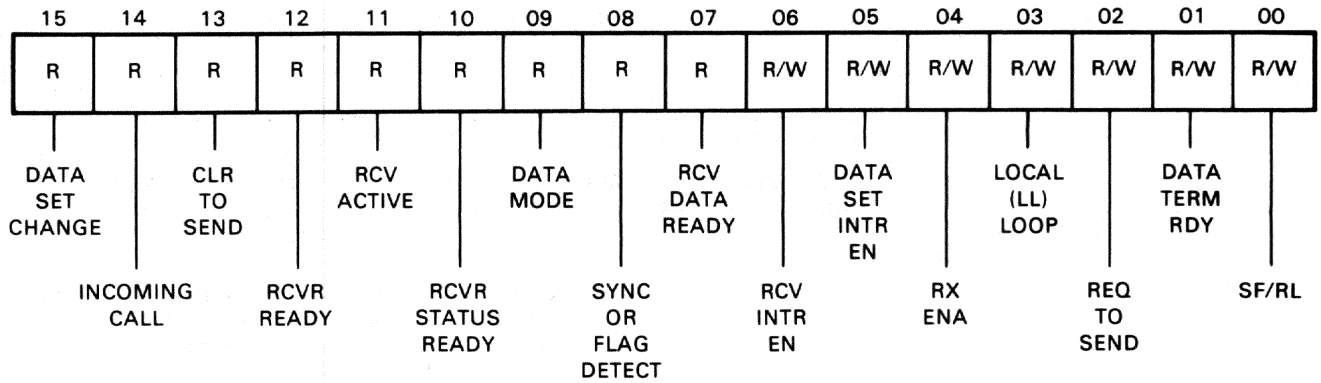 15 14 13 12 11 10 09 08 07 06 05 04 03 02 01 00
R R R R R R R R R R/W R/W R/W R/W R/W R/W R/W
DATA
SET
CHANGE
CLR
TO
SEND
RCV
ACTIVE
DATA
MODE
RCV
DATA
READY
DATA
SET
INTR
EN
LOCAL
(LL)
LOOP
DATA
TERM
RDY
INCOMING
CALL
RCVR
READY
RCVR
STATUS
READY
SYNC
OR
FLAG
DETECT
RCV
INTR
EN
RX
ENA
REQ
TO
SEND
SF/RL